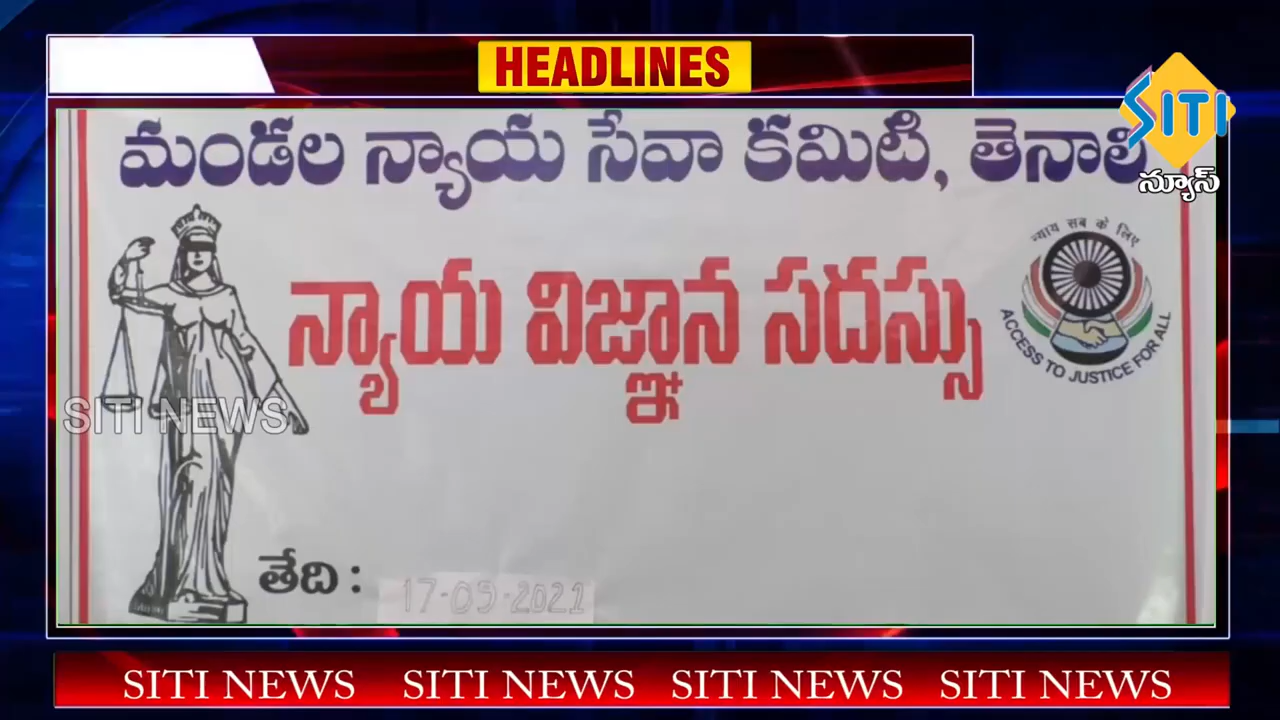 HEADLINES
SITI
న్యూస్
మండల న్యాయ సేవా కమిటి, తెనాలి
న్యాయ విజ్ఞాన సదస్సు
न्याय सब के लिए
ACCESS TO JUSTICE FOR ALL
SITI NEWS
తేది :
17-09-2021
SITI NEWS SITI NEWS SITI NEWS SITI NEWS